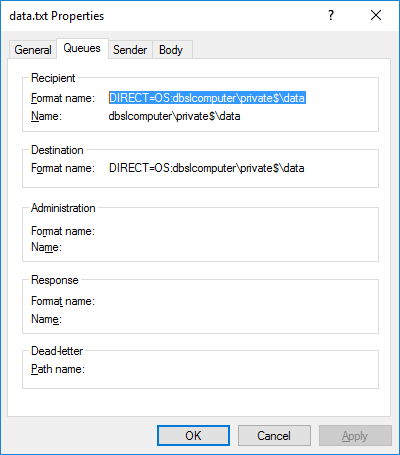 data.txt Properties
General Queues Sender Body
Recipient
Format name: DIRECT=OS:dbslcomputer\private$\data
Name: dbslcomputer\private$\data
Destination
Format name: DIRECT=OS:dbslcomputer\private$\data
Administration
Format name:
Name:
Response
Format name:
Name:
Dead-letter
Path name:
OK Cancel Apply